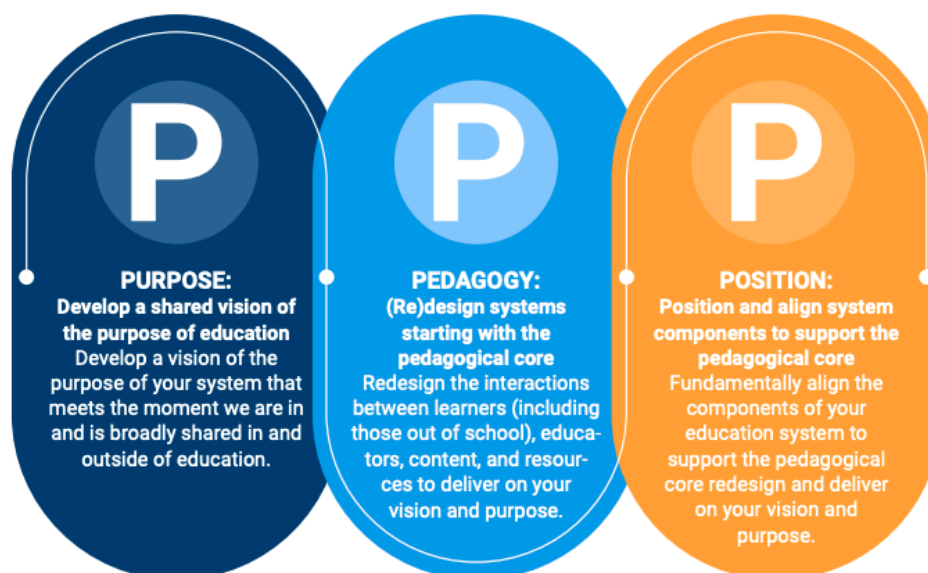 P
PURPOSE:
Develop a shared vision of
the purpose of education
Develop a vision of the
purpose of your system that
meets the moment we are in
and is broadly shared in and
outside of education.
P
PEDAGOGY:
(Re)design systems
starting with the
pedagogical core
Redesign the interactions
between learners (including
those out of school), educa-
tors, content, and resour-
ces to deliver on your
vision and purpose.
P
POSITION:
Position and align system
components to support the
pedagogical core
Fundamentally align the
components of your
education system to
support the pedagogical
core redesign and deliver
on your vision and
purpose.